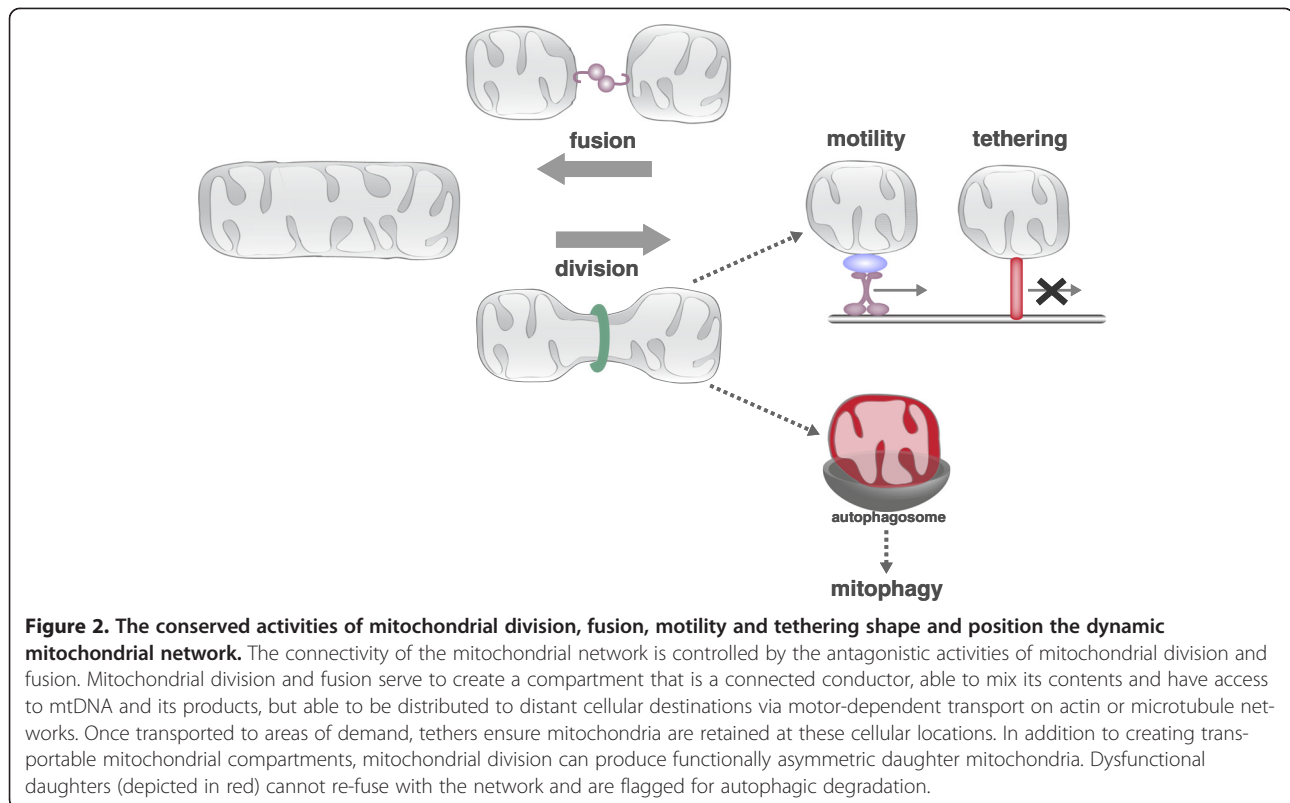 fusion
motility
tethering
division
autophagosome
mitophagy
Figure 2. The conserved activities of mitochondrial division, fusion, motility and tethering shape and position the dynamic
mitochondrial network. The connectivity of the mitochondrial network is controlled by the antagonistic activities of mitochondrial division and
fusion. Mitochondrial division and fusion serve to create a compartment that is a connected conductor, able to mix its contents and have access
to mtDNA and its products, but able to be distributed to distant cellular destinations via motor-dependent transport on actin or microtubule net-
works. Once transported to areas of demand, tethers ensure mitochondria are retained at these cellular locations. In addition to creating trans-
portable mitochondrial compartments, mitochondrial division can produce functionally asymmetric daughter mitochondria. Dysfunctional
daughters (depicted in red) cannot re-fuse with the network and are flagged for autophagic degradation.